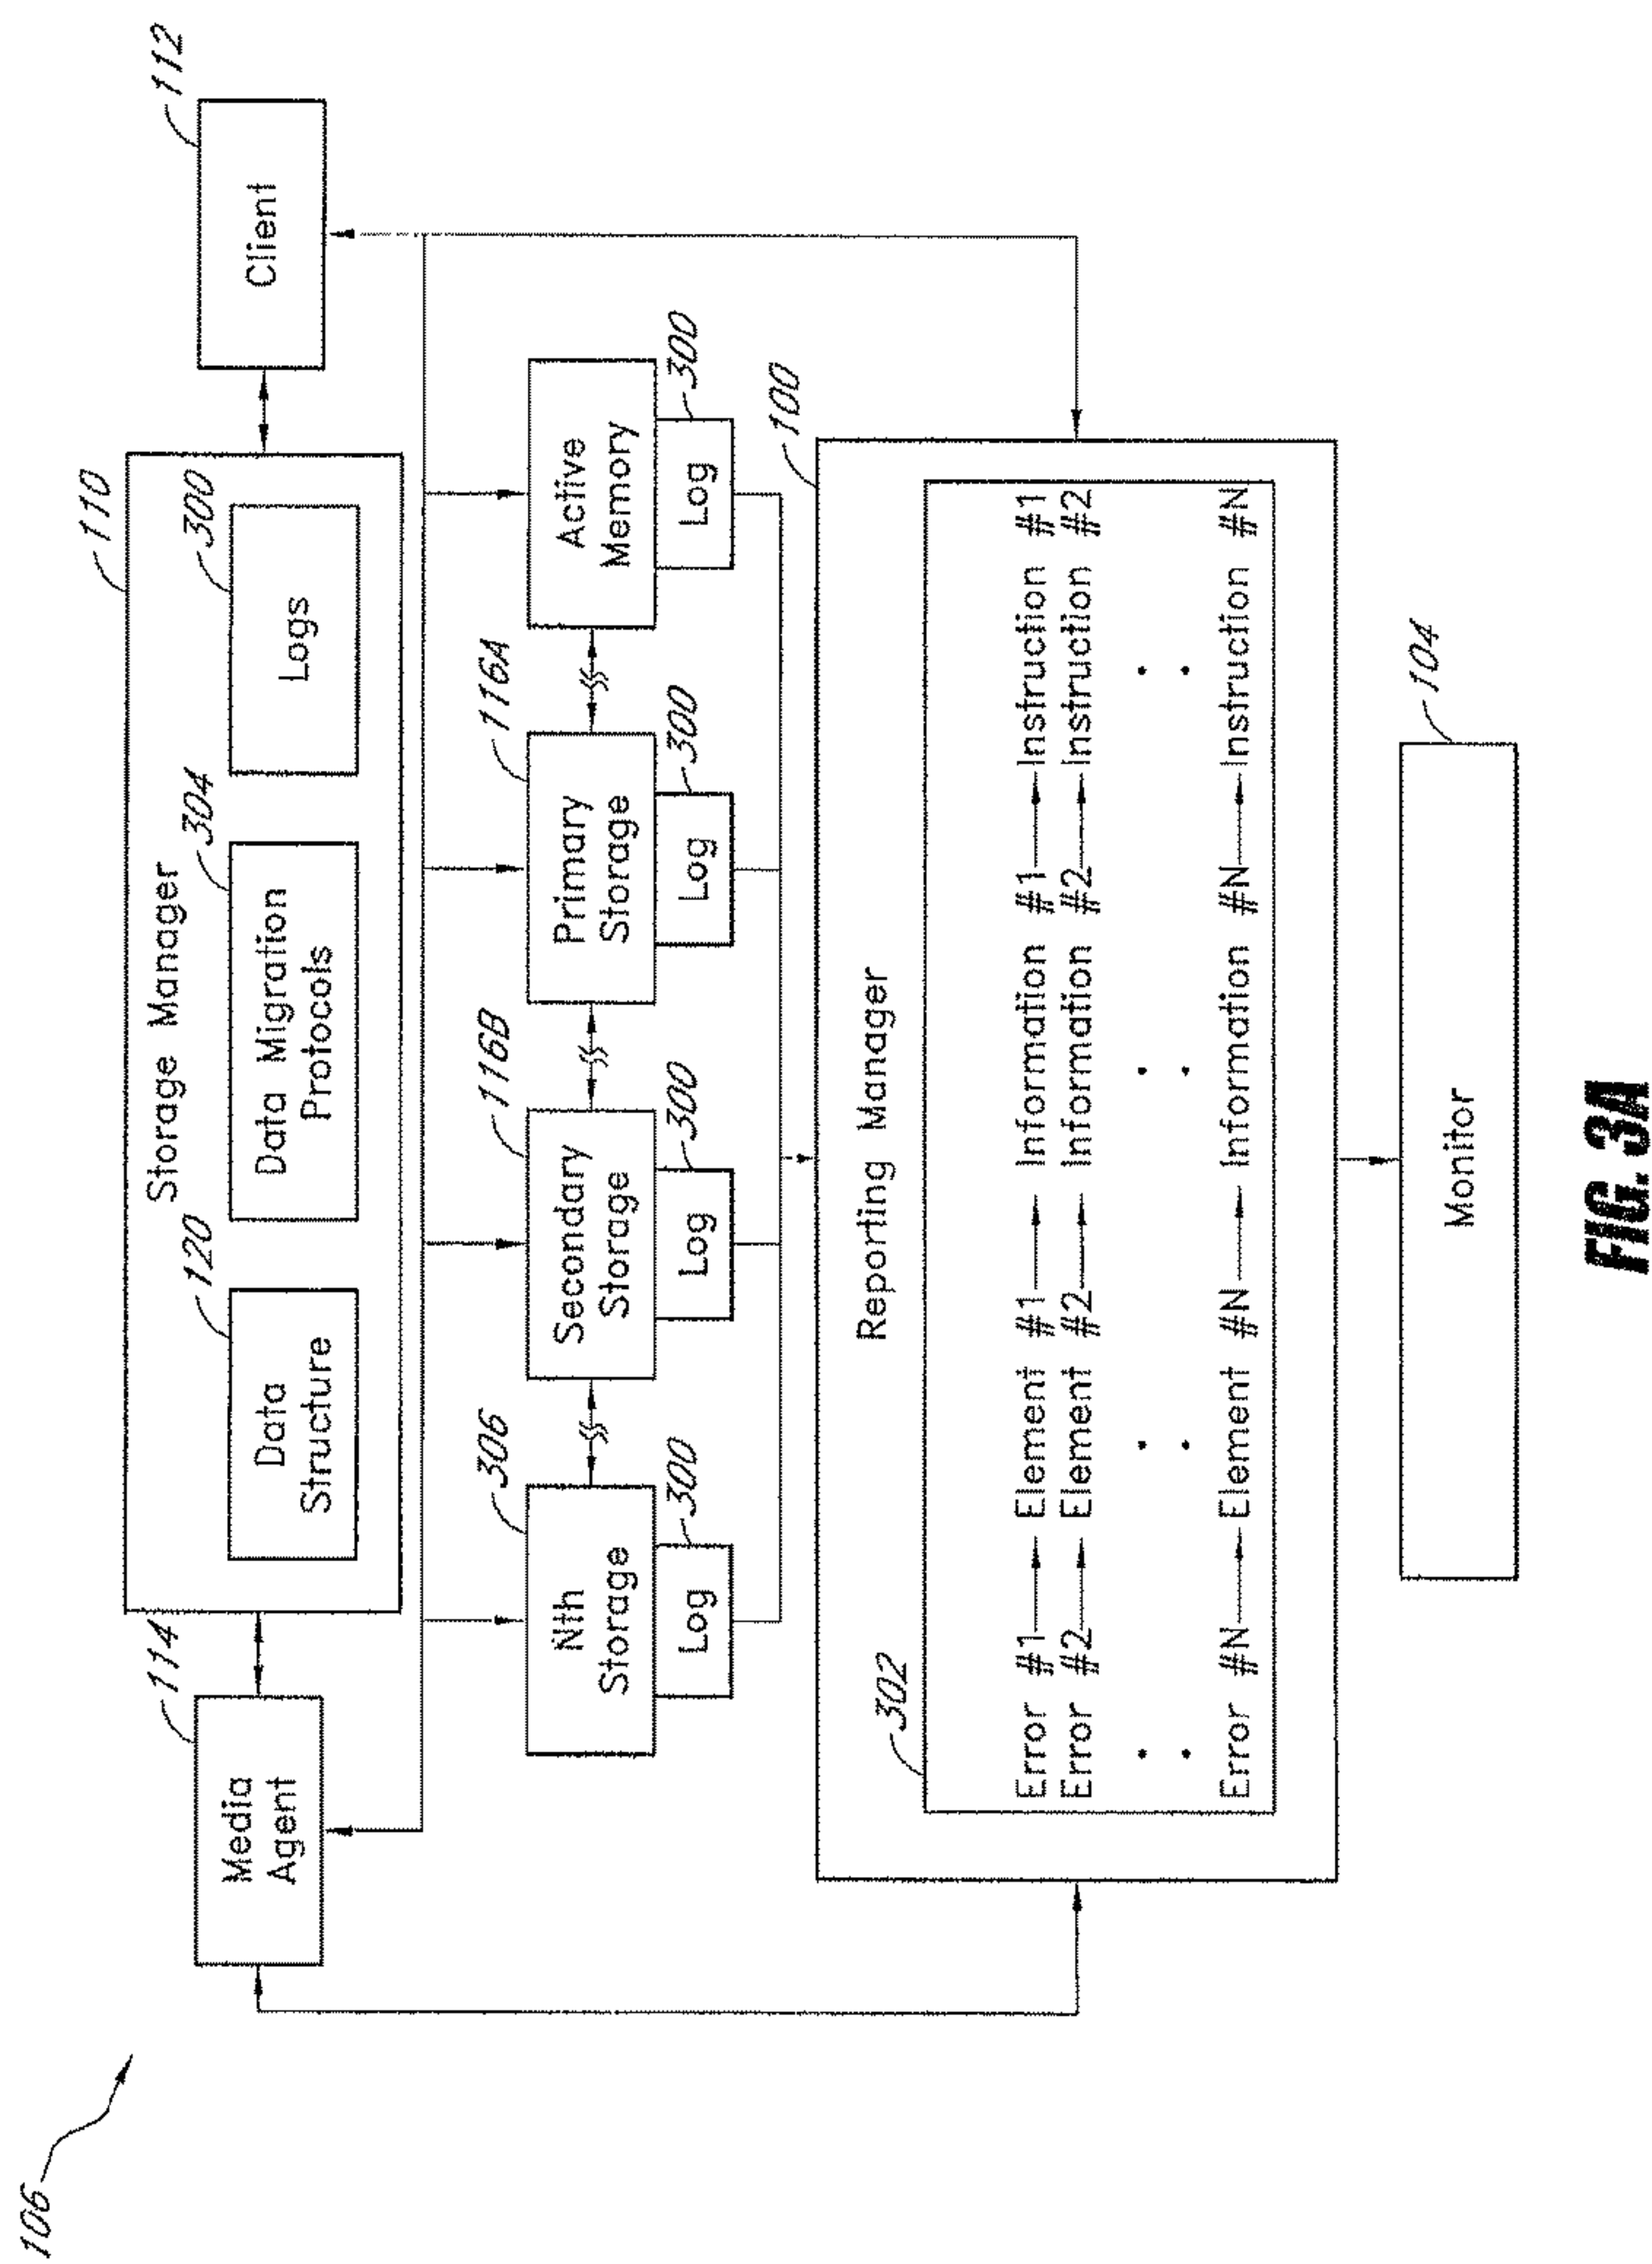 106
110
112
114
Storage Manager
120
304
300
Data
Structure
Data Migration
Protocols
Logs
Media
Agent
Client
306
116B
116A
Nth
Storage
Secondary
Storage
Primary
Storage
Active
Memory
300
300
300
300
Log
Log
Log
Log
100
Reporting Manager
302
Error #1 Element #1 Information #1 Instruction #1
Error #2 Element #2 Information #2 Instruction #2
Error #N Element #N Information #N Instruction #N
104
Monitor
FIG. 3A